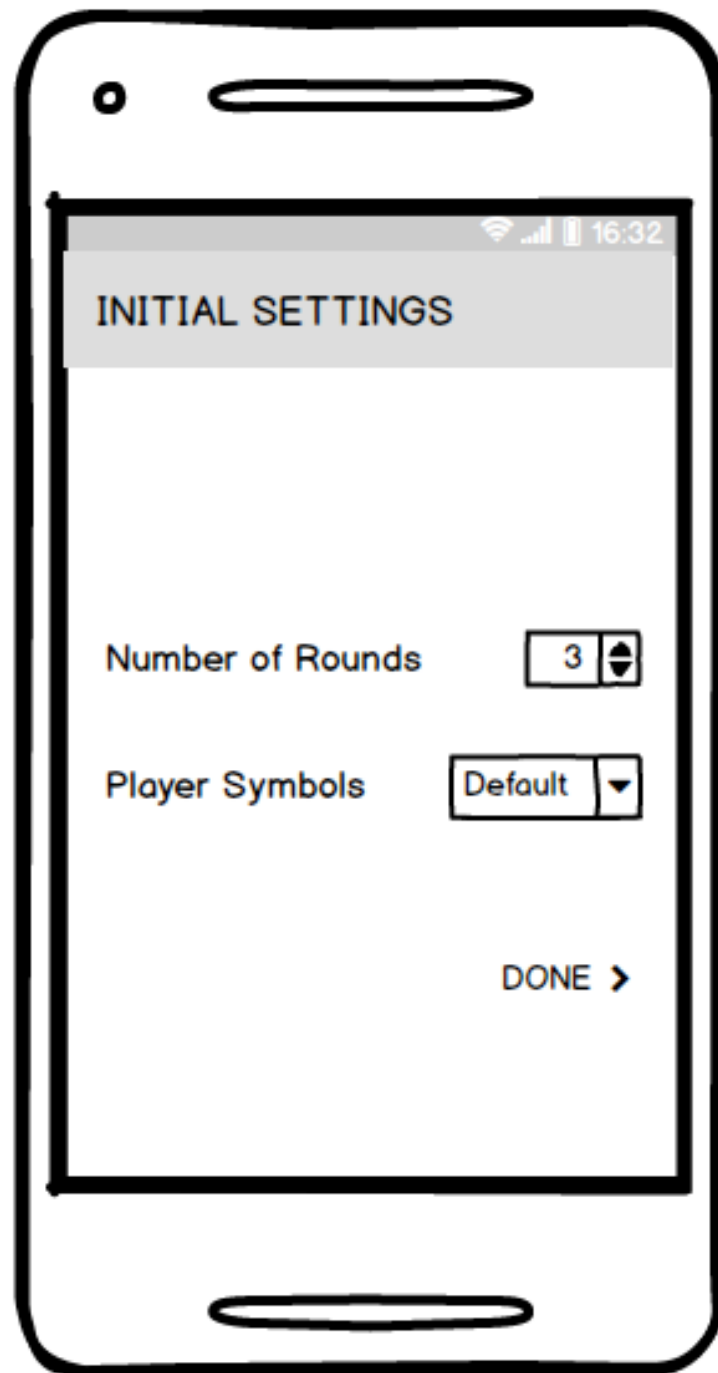 16:32
INITIAL SETTINGS
Number of Rounds 3
Player Symbols Default
DONE >